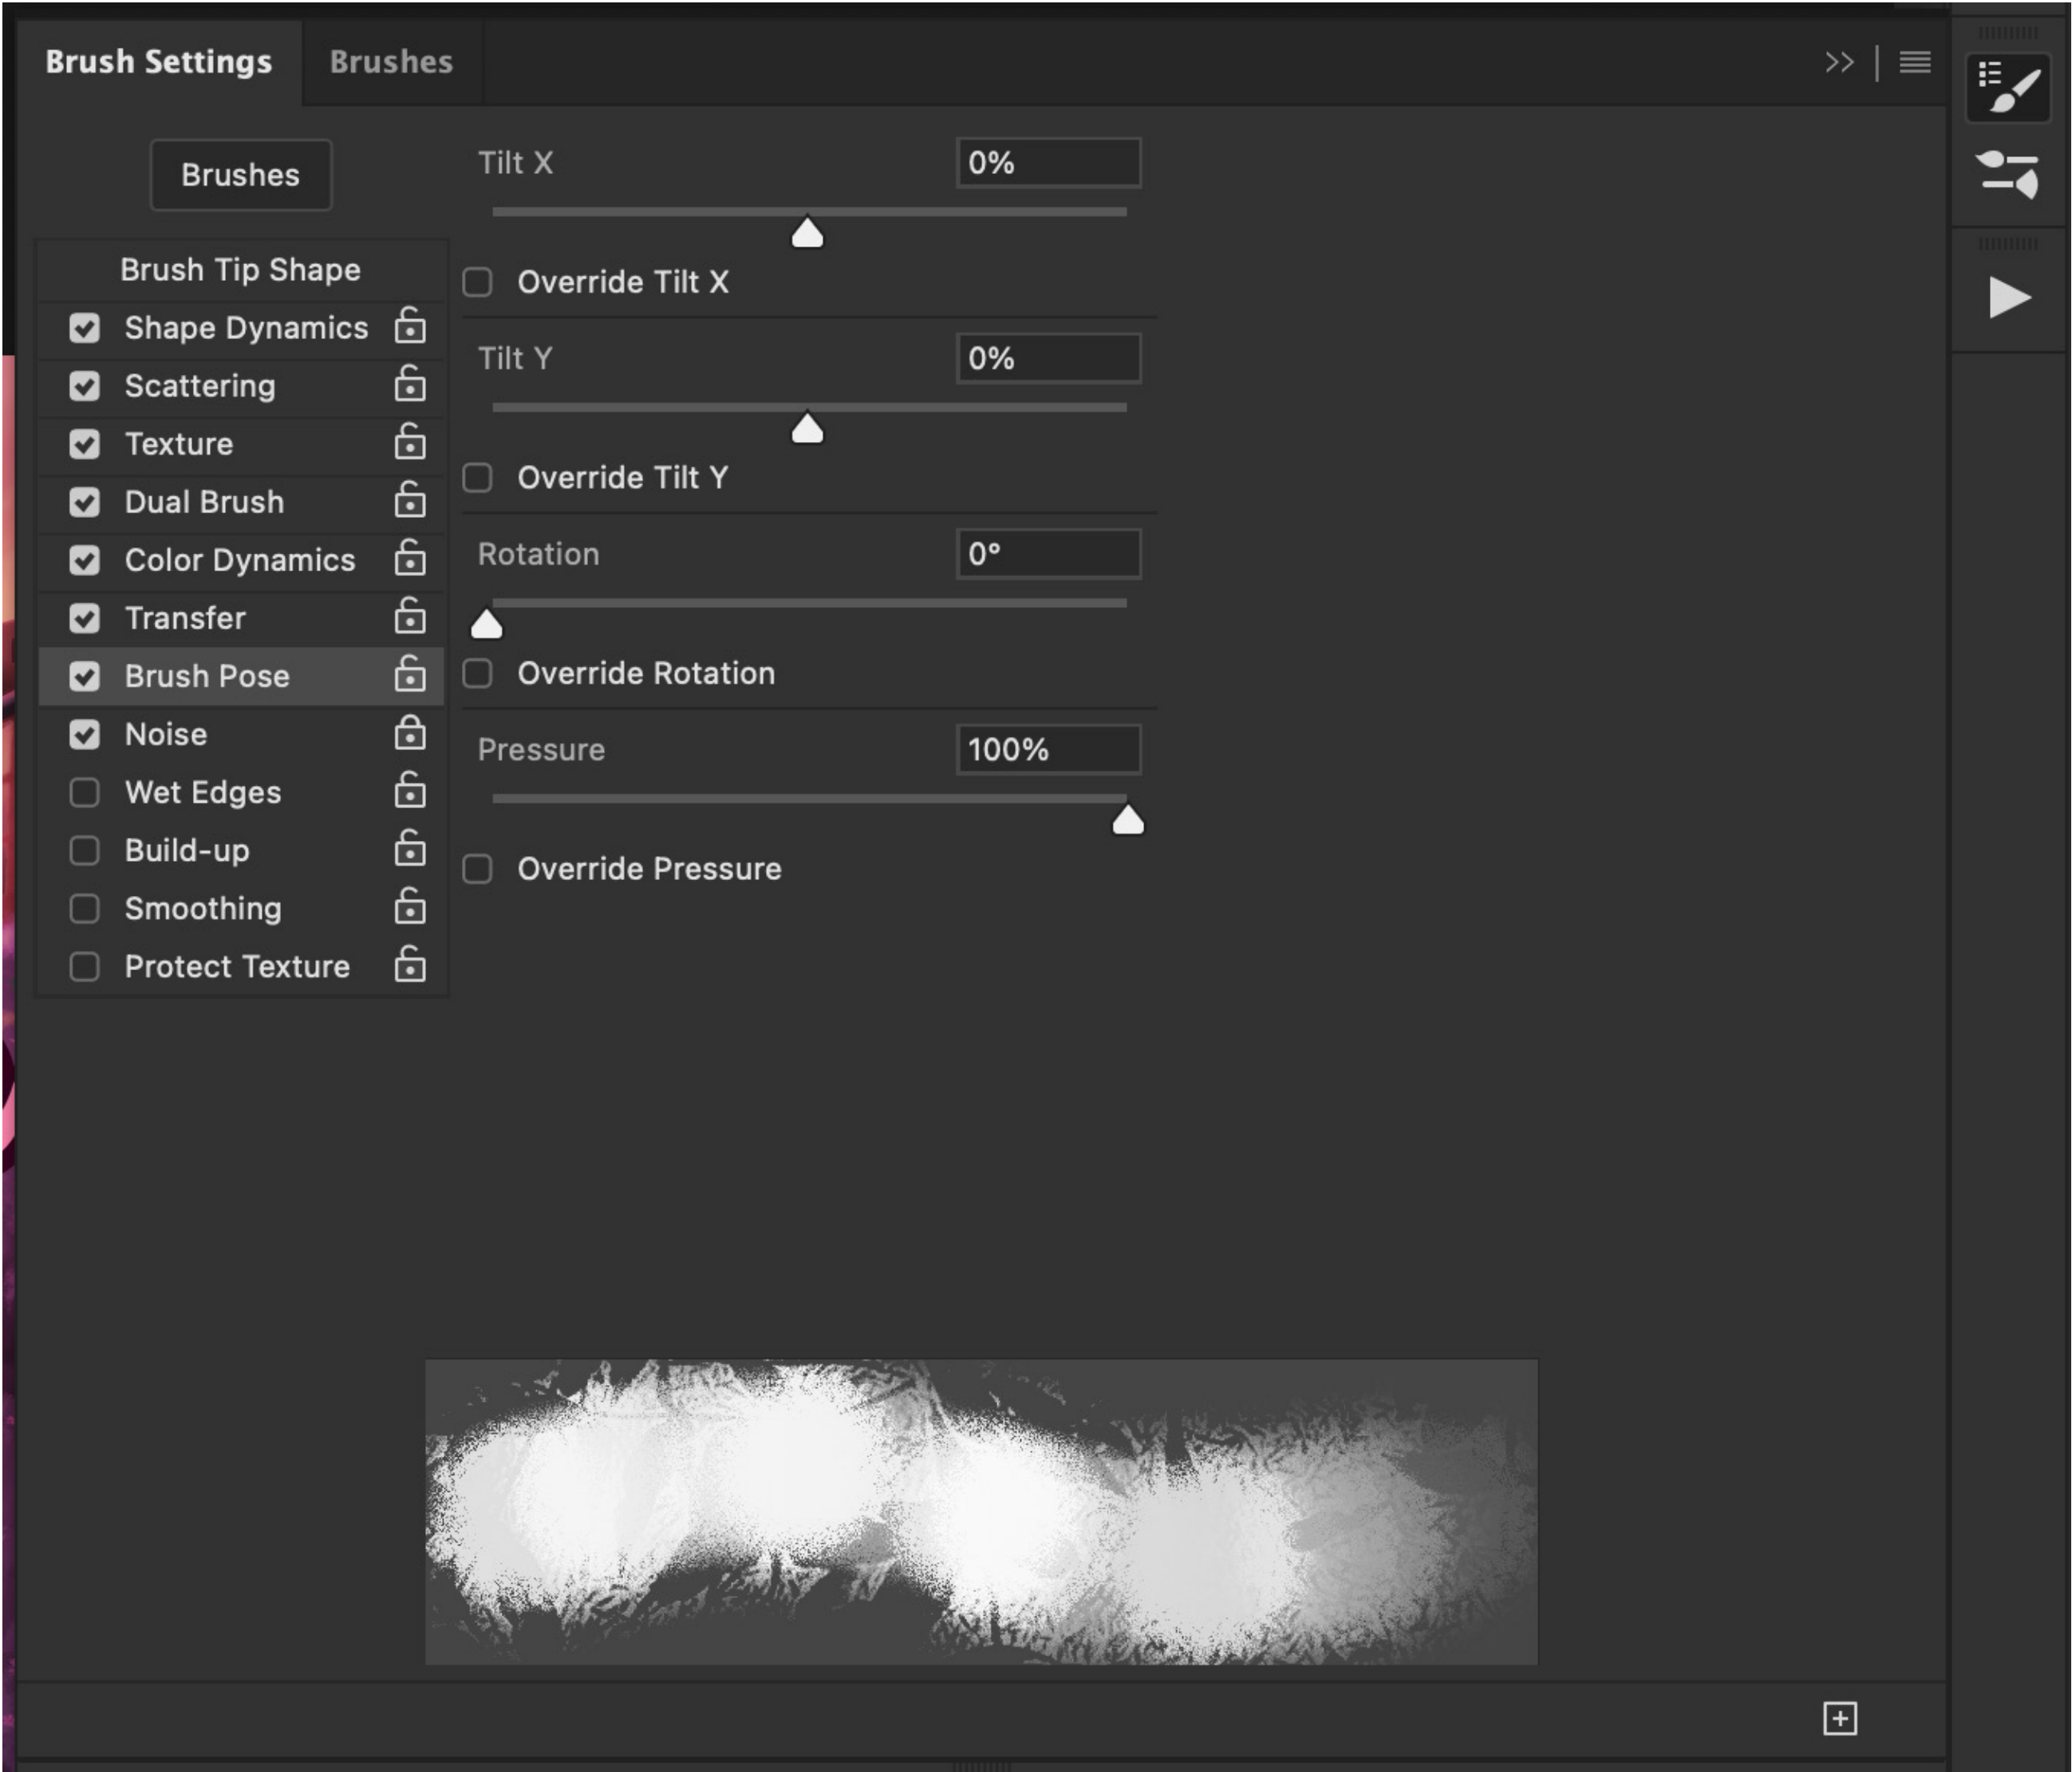 Brush Settings
Brushes
Brushes
Brush Tip Shape
Shape Dynamics
Scattering
Texture
Dual Brush
Color Dynamics
Transfer
Brush Pose
Noise
Wet Edges
Build-up
Smoothing
Protect Texture
Tilt X 0%
Override Tilt X
Tilt Y 0%
Override Tilt Y
Rotation 0°
Override Rotation
Pressure 100%
Override Pressure